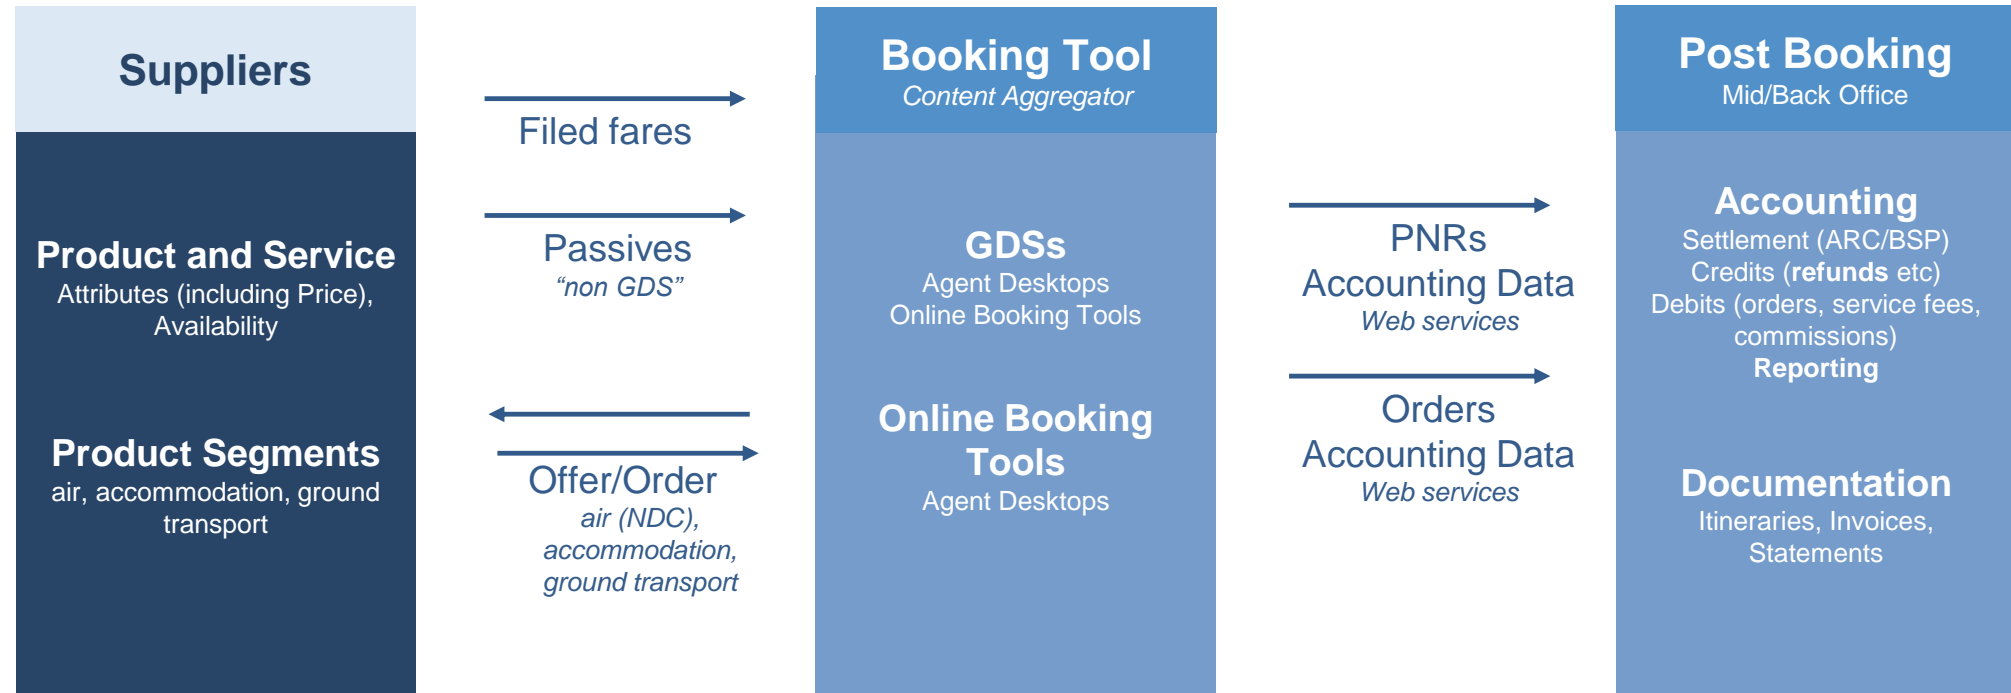 Suppliers
Product and Service
Attributes (including Price),
Availability
Product Segments
air, accommodation, ground
transport
Filed fares
Passives
“non GDS”
Offer/Order
air (NDC),
accommodation,
ground transport
Booking Tool
Content Aggregator
GDSs
Agent Desktops
Online Booking Tools
Online Booking
Tools
Agent Desktops
PNRs
Accounting Data
Web services
Orders
Accounting Data
Web services
Post Booking
Mid/Back Office
Accounting
Settlement (ARC/BSP)
Credits (refunds etc)
Debits (orders, service fees,
commissions)
Reporting
Documentation
Itineraries, Invoices,
Statements